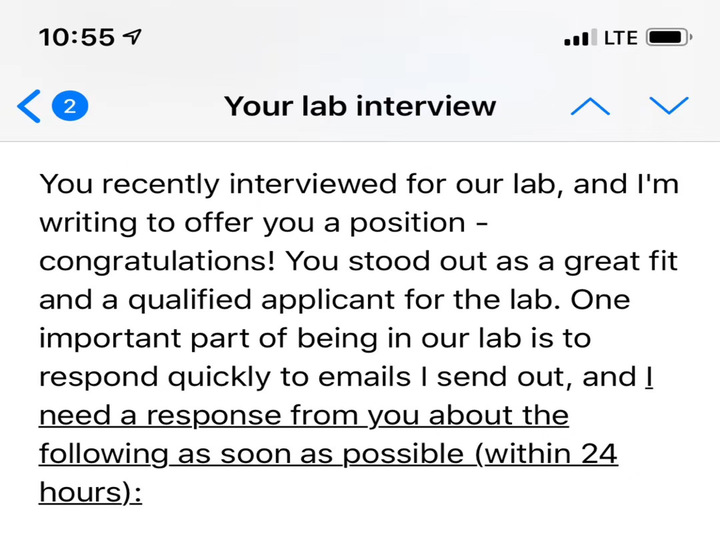 10:55
LTE
2
Your lab interview
You recently interviewed for our lab, and I'm
writing to offer you a position -
congratulations! You stood out as a great fit
and a qualified applicant for the lab. One
important part of being in our lab is to
respond quickly to emails I send out, and I
need a response from you about the
following as soon as possible (within 24
hours):